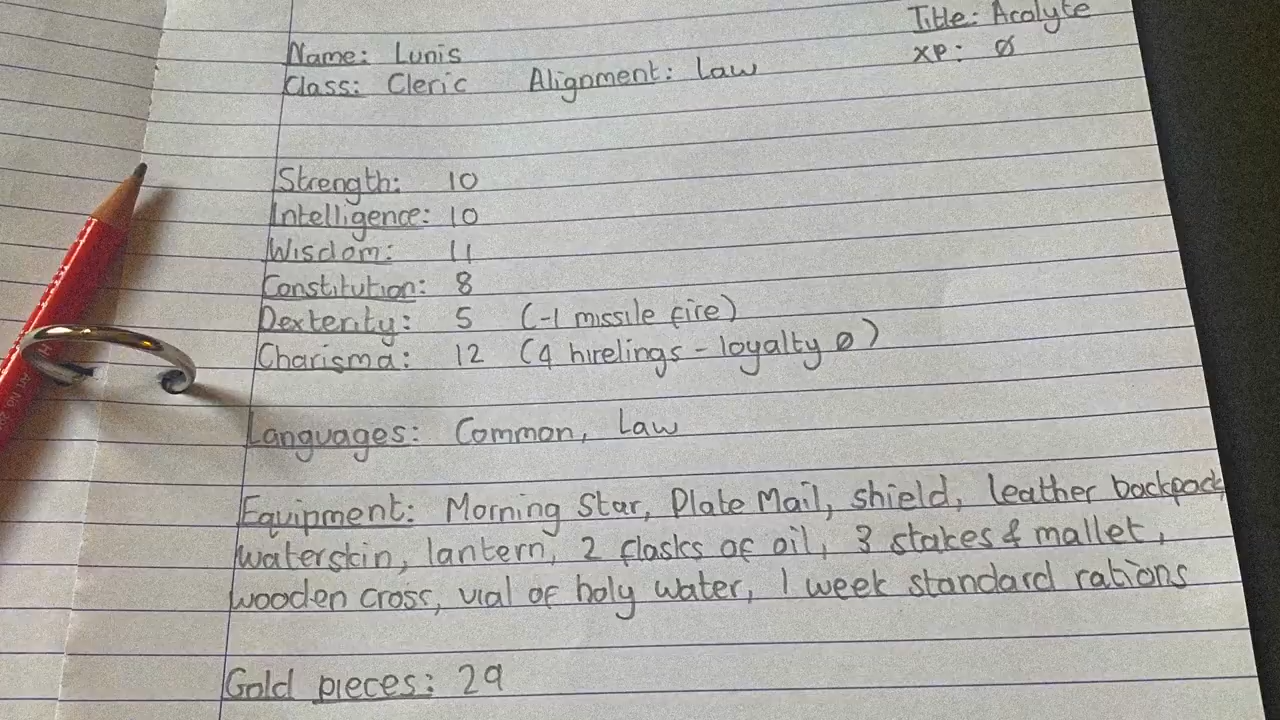 Title: Acolyte
Name: Lunis
XP: 0
Class: Cleric Alignment: Law
Strength: 10
Intelligence: 10
Wisdom: 11
Constitution: 8
Dexterity: 5 (-1 missile fire)
Charisma: 12 (4 hirelings - loyalty 0)
Languages: Common, Law
Equipment: Morning Star, Plate Mail, shield, leather backpack
waterskin, lantern, 2 flasks of oil, 3 stakes & mallet,
wooden cross, vial of holy water, 1 week standard rations
Gold pieces: 29